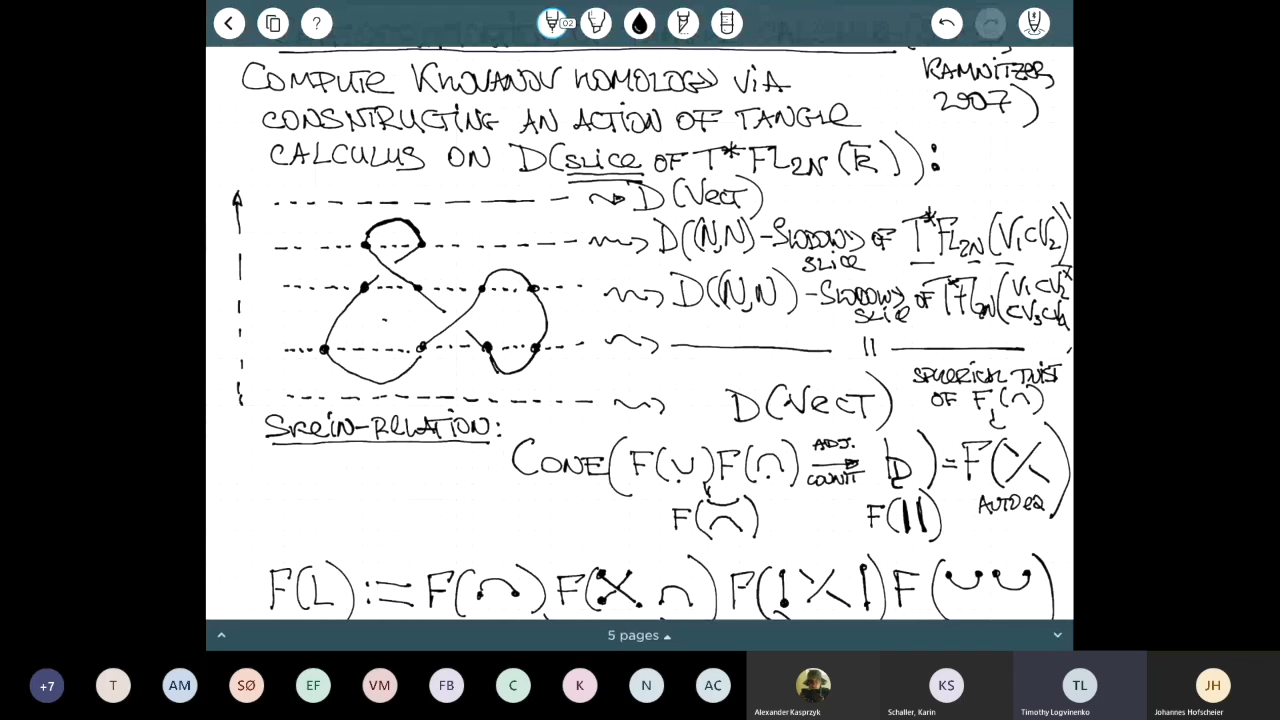 (
COMPUTE KHOVANOV HOMOLOGY VIA
KAMNITZER,
2007)
CONSNTRUCTING AN ACTION OF TANGLE
CALCULUS ON D(SLICE OF T* FL2N(k)):
D(Vect)
D((N,N)-SLODOWY SLICE OF T*FL2N(V1⊂V2))
D((N,N)-SLODOWY SLICE OF T*FL2N(V1⊂V2⊂V3⊂V4
||
D(VECT)
SPHERICAL TWIST
OF F(∩)
SKEIN-RELATION:
CONE(F(∪)F(∩) ADJ. COUNIT → ID) = F(X)
AUTOEQ
F(≍) F(||)
F(L) := F(∩) F(X ∩) F(| X |) F(∪∪)
5 pages
+7
T
AM
SØ
EF
VM
FB
C
K
N
AC
KS
TL
JH
Alexander Kasprzyk
Schaller, Karin
Timothy Logvinenko
Johannes Hofscheier